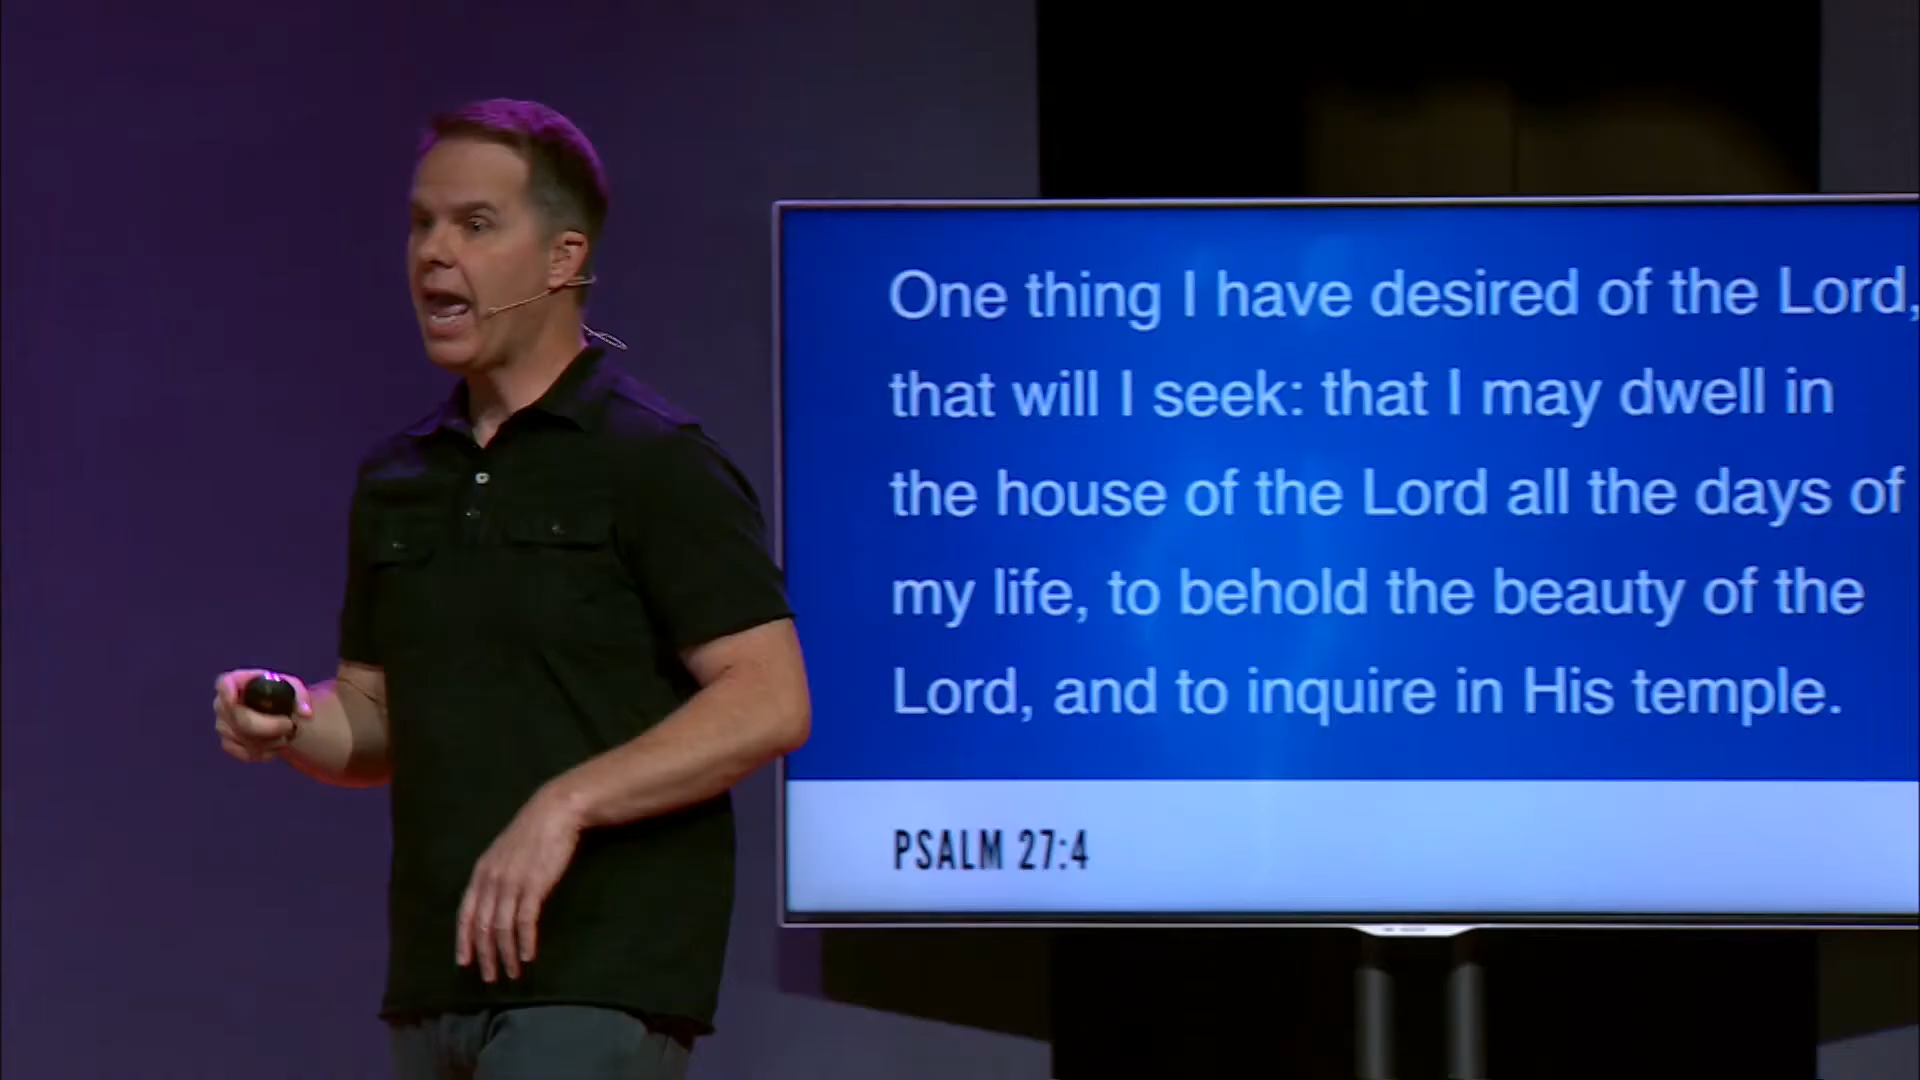 One thing I have desired of the Lord,
that will I seek: that I may dwell in
the house of the Lord all the days of
my life, to behold the beauty of the
Lord, and to inquire in His temple.
PSALM 27:4